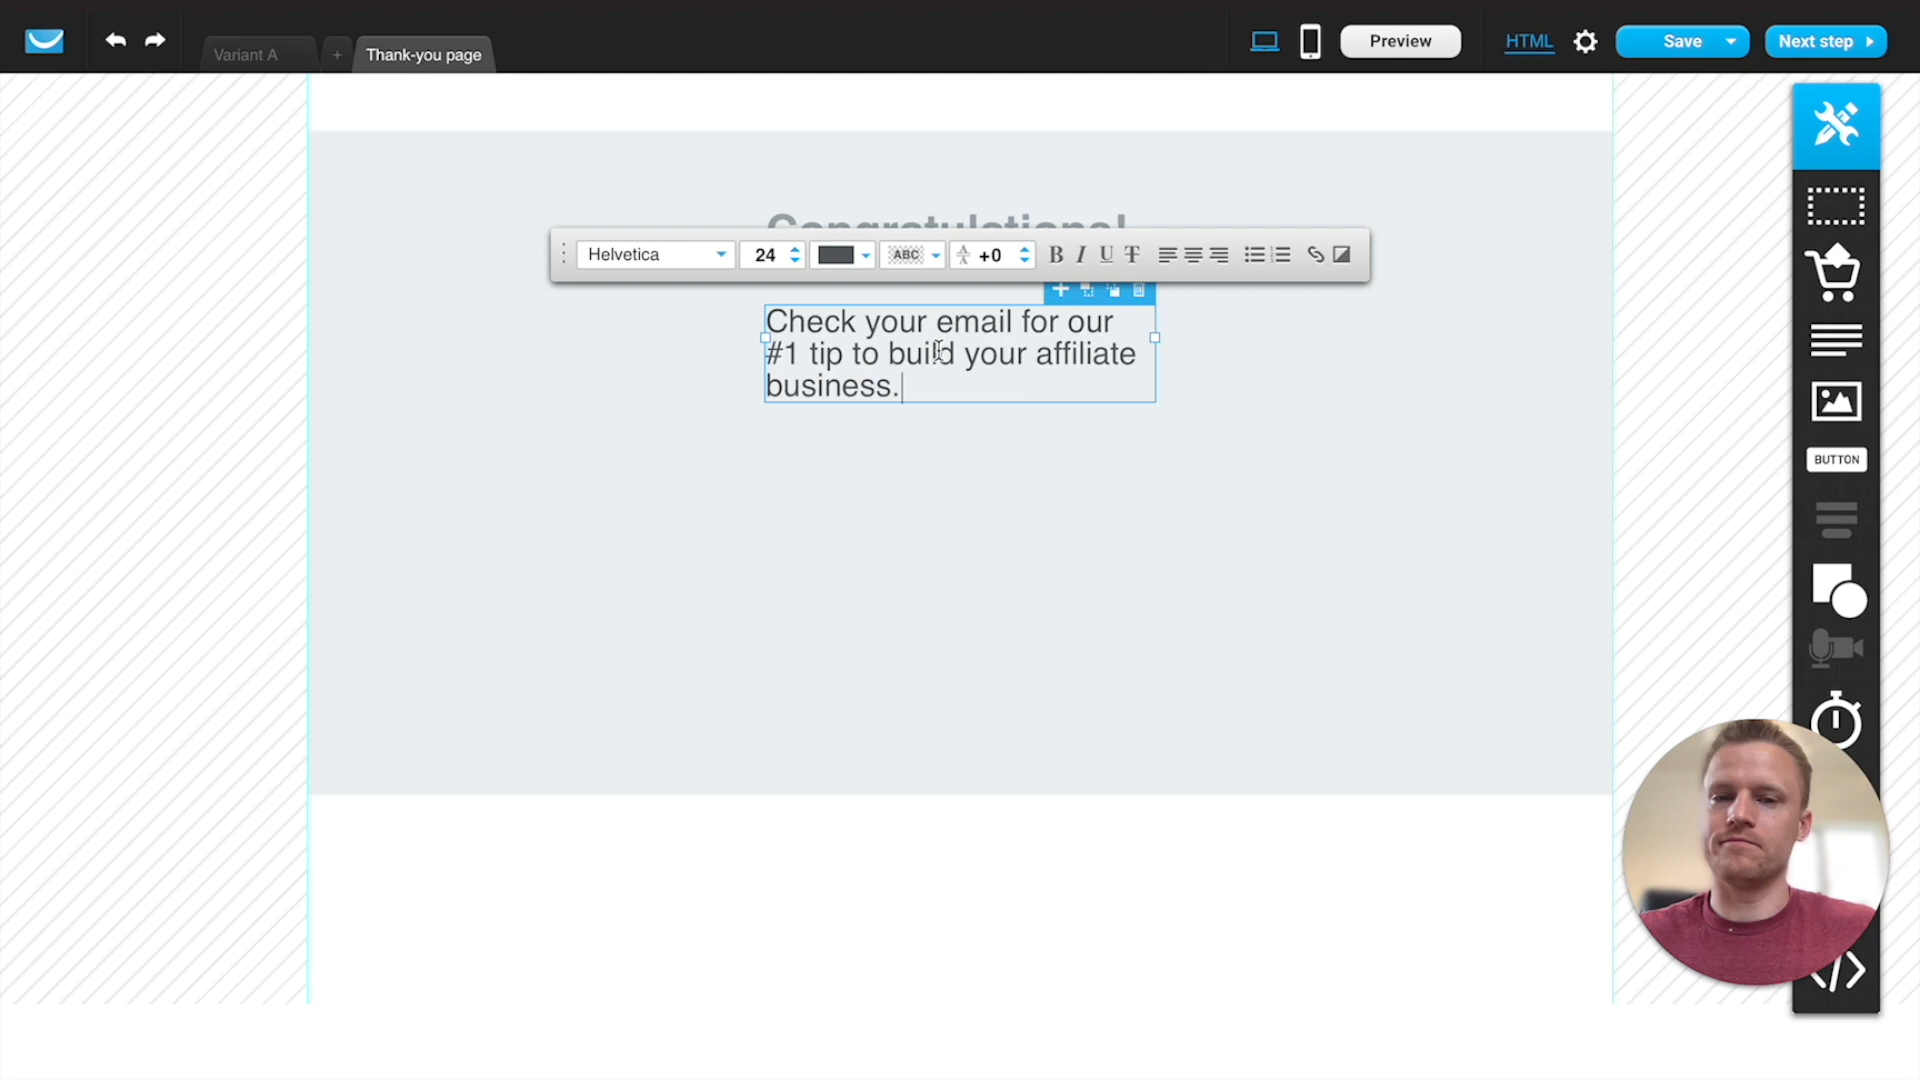 Variant A
+
Thank-you page
Preview
HTML
Save
Next step
Congratulations!
Helvetica
24
ABC
A
A
+0
B I U T
Check your email for our
#1 tip to build your affiliate
business.
BUTTON